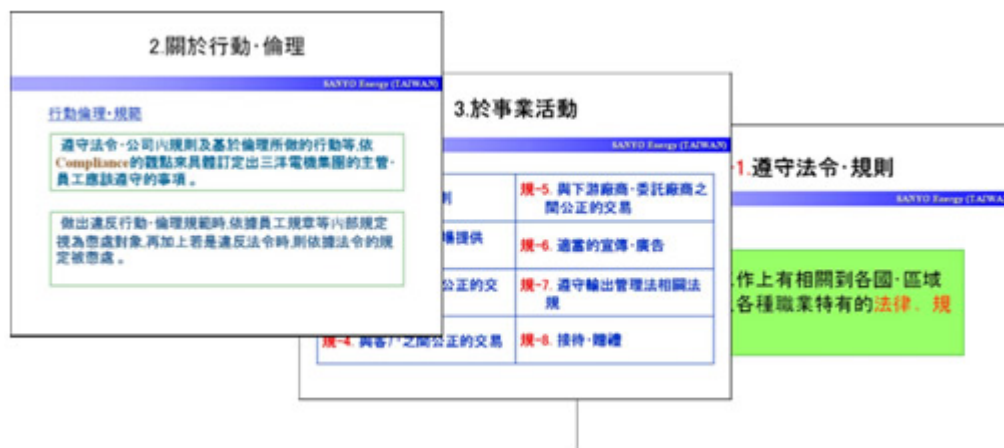 2.關於行動·倫理
SANYO Energy (TAIWAN)
行動倫理·規範
遵守法令·公司內規則及基於倫理所做的行動等,依
Compliance的觀點來具體訂定出三洋電機集團的主管·
員工應該遵守的事項。
做出違反行動·倫理規範時,依據員工規章等內部規定
視為懲處對象,再加上若是違反法令時,則依據法令的規
定被懲處。
3.於事業活動
SANYO Energy (TAIWAN)
則
規-5. 與下游廠商·委託廠商之
間公正的交易
場提供
規-6. 適當的宣傳·廣告
公正的交
規-7. 遵守輸出管理法相關法
規
規-4. 與客戶之間公正的交易
規-8. 接待·贈禮
-1.遵守法令·規則
SANYO Energy (TAIWA
作上有相關到各國·區域
各種職業特有的法律、規